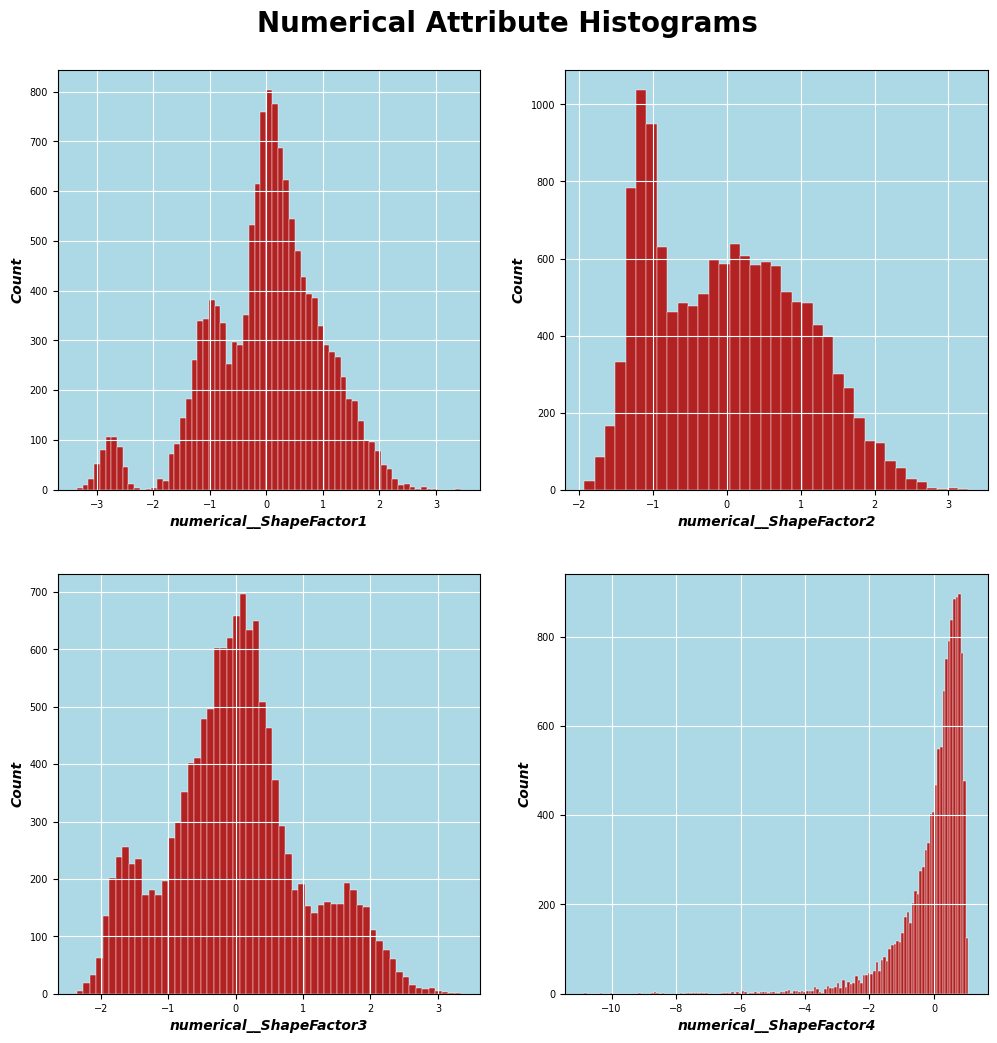 Numerical Attribute Histograms
800
700
600
500
400
300
200
100
0
Count
−3 −2 −1 0 1 2 3
numerical__ShapeFactor1
1000
800
600
400
200
0
Count
−2 −1 0 1 2 3
numerical__ShapeFactor2
700
600
500
400
300
200
100
0
Count
−2 −1 0 1 2 3
numerical__ShapeFactor3
800
600
400
200
0
Count
−10 −8 −6 −4 −2 0
numerical__ShapeFactor4